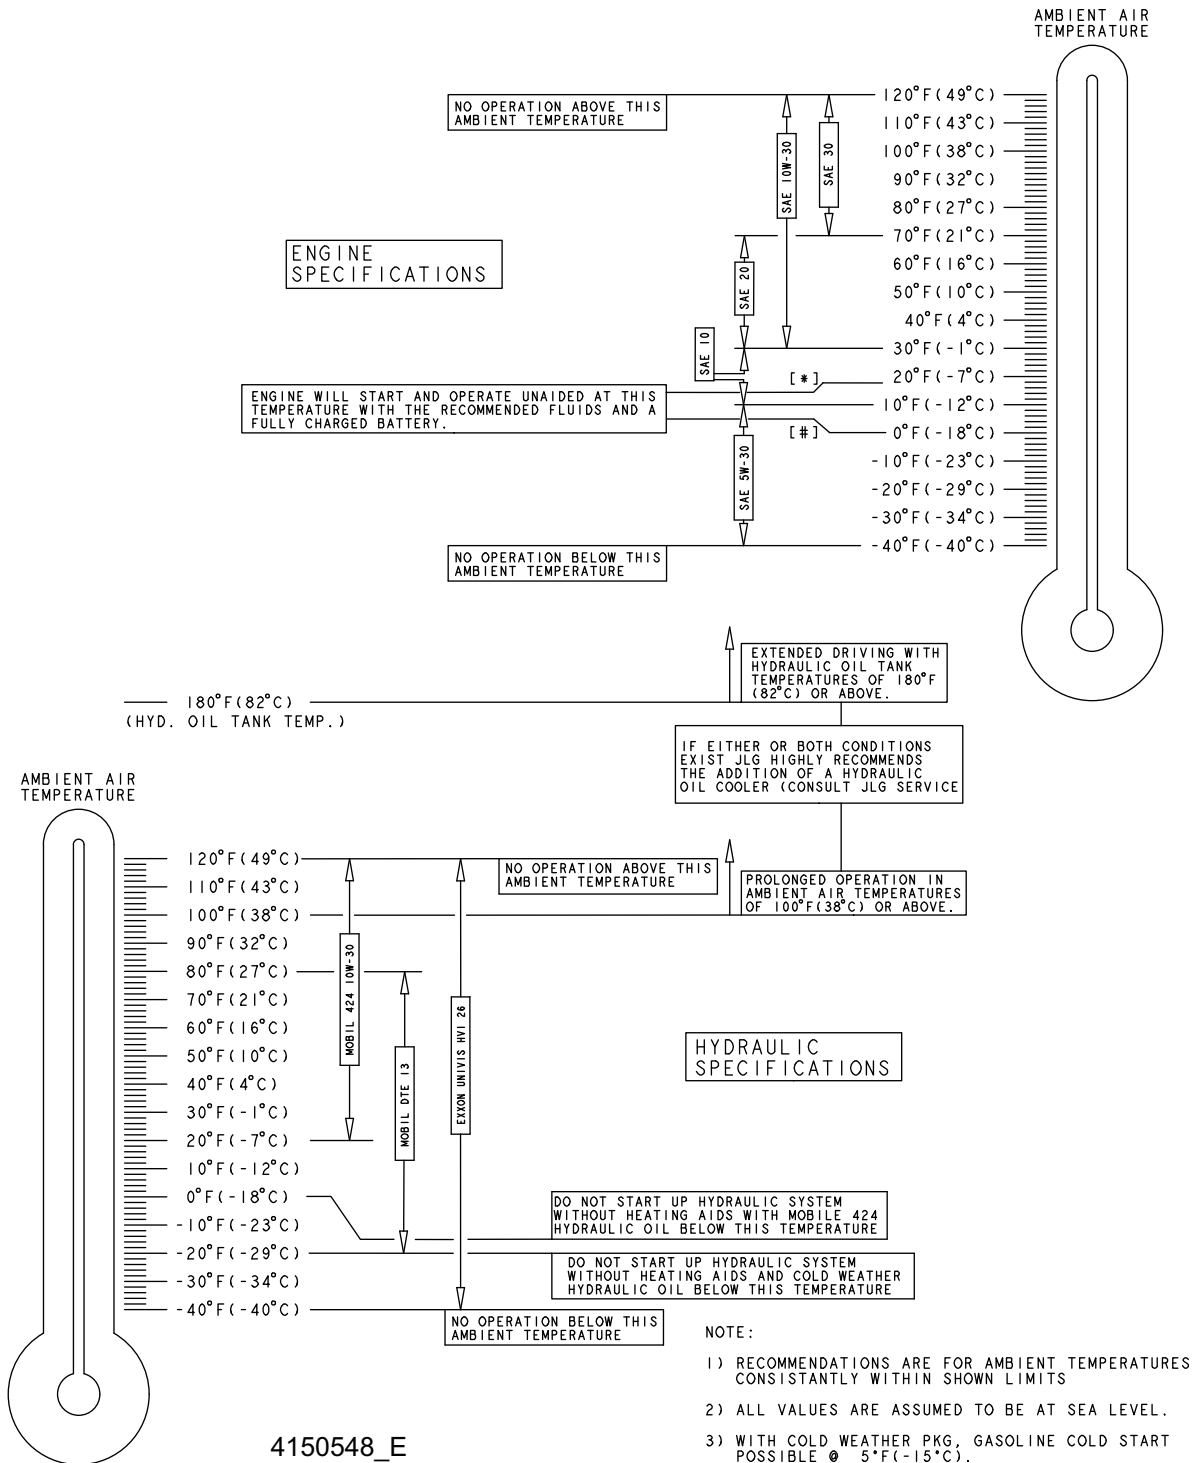 AMBIENT AIR
TEMPERATURE
NO OPERATION ABOVE THIS
AMBIENT TEMPERATURE
120°F(49°C)
110°F(43°C)
100°F(38°C)
90°F(32°C)
80°F(27°C)
70°F(21°C)
60°F(16°C)
50°F(10°C)
40°F(4°C)
30°F(-1°C)
20°F(-7°C)
10°F(-12°C)
0°F(-18°C)
-10°F(-23°C)
-20°F(-29°C)
-30°F(-34°C)
-40°F(-40°C)
SAE 10W-30
SAE 30
SAE 20
SAE 10
SAE 5W-30
ENGINE
SPECIFICATIONS
[*]
[#]
ENGINE WILL START AND OPERATE UNAIDED AT THIS
TEMPERATURE WITH THE RECOMMENDED FLUIDS AND A
FULLY CHARGED BATTERY.
NO OPERATION BELOW THIS
AMBIENT TEMPERATURE
EXTENDED DRIVING WITH
HYDRAULIC OIL TANK
TEMPERATURES OF 180°F
(82°C) OR ABOVE.
180°F(82°C)
(HYD. OIL TANK TEMP.)
IF EITHER OR BOTH CONDITIONS
EXIST JLG HIGHLY RECOMMENDS
THE ADDITION OF A HYDRAULIC
OIL COOLER (CONSULT JLG SERVICE
AMBIENT AIR
TEMPERATURE
120°F(49°C)
110°F(43°C)
100°F(38°C)
90°F(32°C)
80°F(27°C)
70°F(21°C)
60°F(16°C)
50°F(10°C)
40°F(4°C)
30°F(-1°C)
20°F(-7°C)
10°F(-12°C)
0°F(-18°C)
-10°F(-23°C)
-20°F(-29°C)
-30°F(-34°C)
-40°F(-40°C)
NO OPERATION ABOVE THIS
AMBIENT TEMPERATURE
PROLONGED OPERATION IN
AMBIENT AIR TEMPERATURES
OF 100°F(38°C) OR ABOVE.
MOBIL 424 10W-30
MOBIL DTE 13
EXXON UNIVIS HVI 26
HYDRAULIC
SPECIFICATIONS
DO NOT START UP HYDRAULIC SYSTEM
WITHOUT HEATING AIDS WITH MOBILE 424
HYDRAULIC OIL BELOW THIS TEMPERATURE
DO NOT START UP HYDRAULIC SYSTEM
WITHOUT HEATING AIDS AND COLD WEATHER
HYDRAULIC OIL BELOW THIS TEMPERATURE
NO OPERATION BELOW THIS
AMBIENT TEMPERATURE
NOTE:
1) RECOMMENDATIONS ARE FOR AMBIENT TEMPERATURES
CONSISTANTLY WITHIN SHOWN LIMITS
2) ALL VALUES ARE ASSUMED TO BE AT SEA LEVEL.
3) WITH COLD WEATHER PKG, GASOLINE COLD START
POSSIBLE @ 5°F(-15°C).
4150548_E